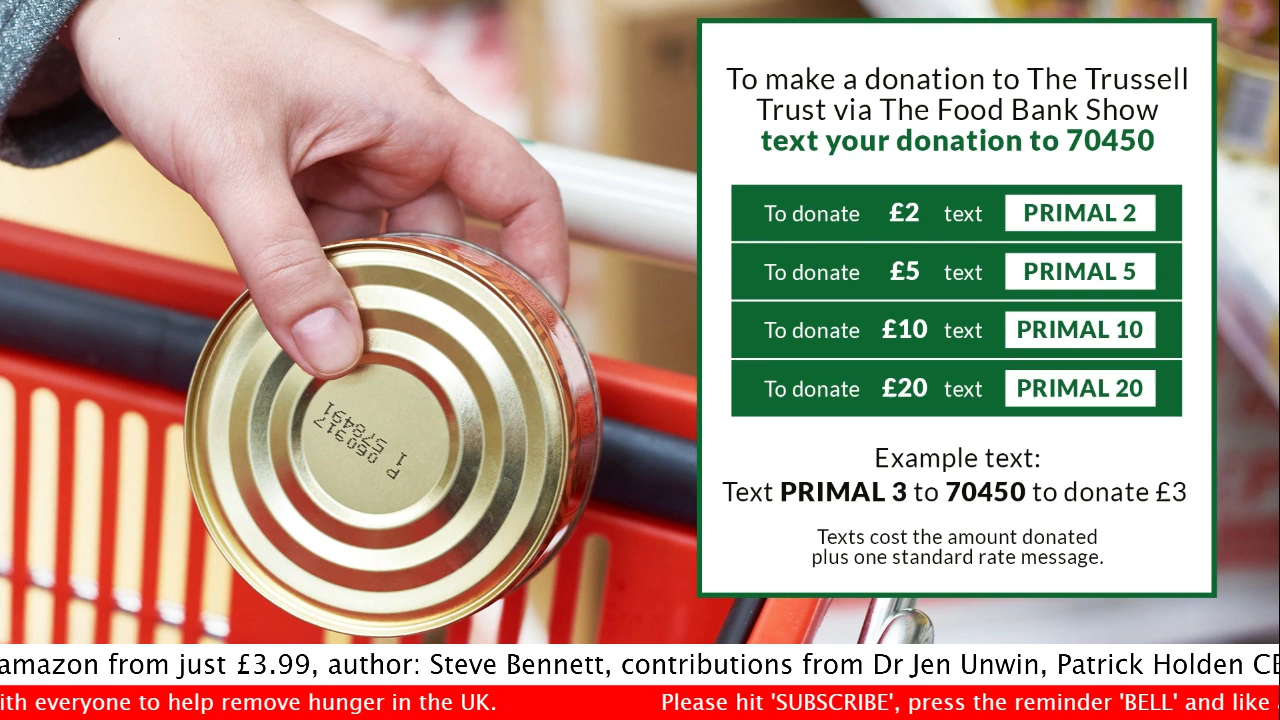 To make a donation to The Trussell
Trust via The Food Bank Show
text your donation to 70450
To donate £2 text PRIMAL 2
To donate £5 text PRIMAL 5
To donate £10 text PRIMAL 10
To donate £20 text PRIMAL 20
Example text:
Text PRIMAL 3 to 70450 to donate £3
Texts cost the amount donated
plus one standard rate message.
1 P
060917
578491
amazon from just £3.99, author: Steve Bennett, contributions from Dr Jen Unwin, Patrick Holden
with everyone to help remove hunger in the UK. Please hit 'SUBSCRIBE', press the reminder 'BELL' and like